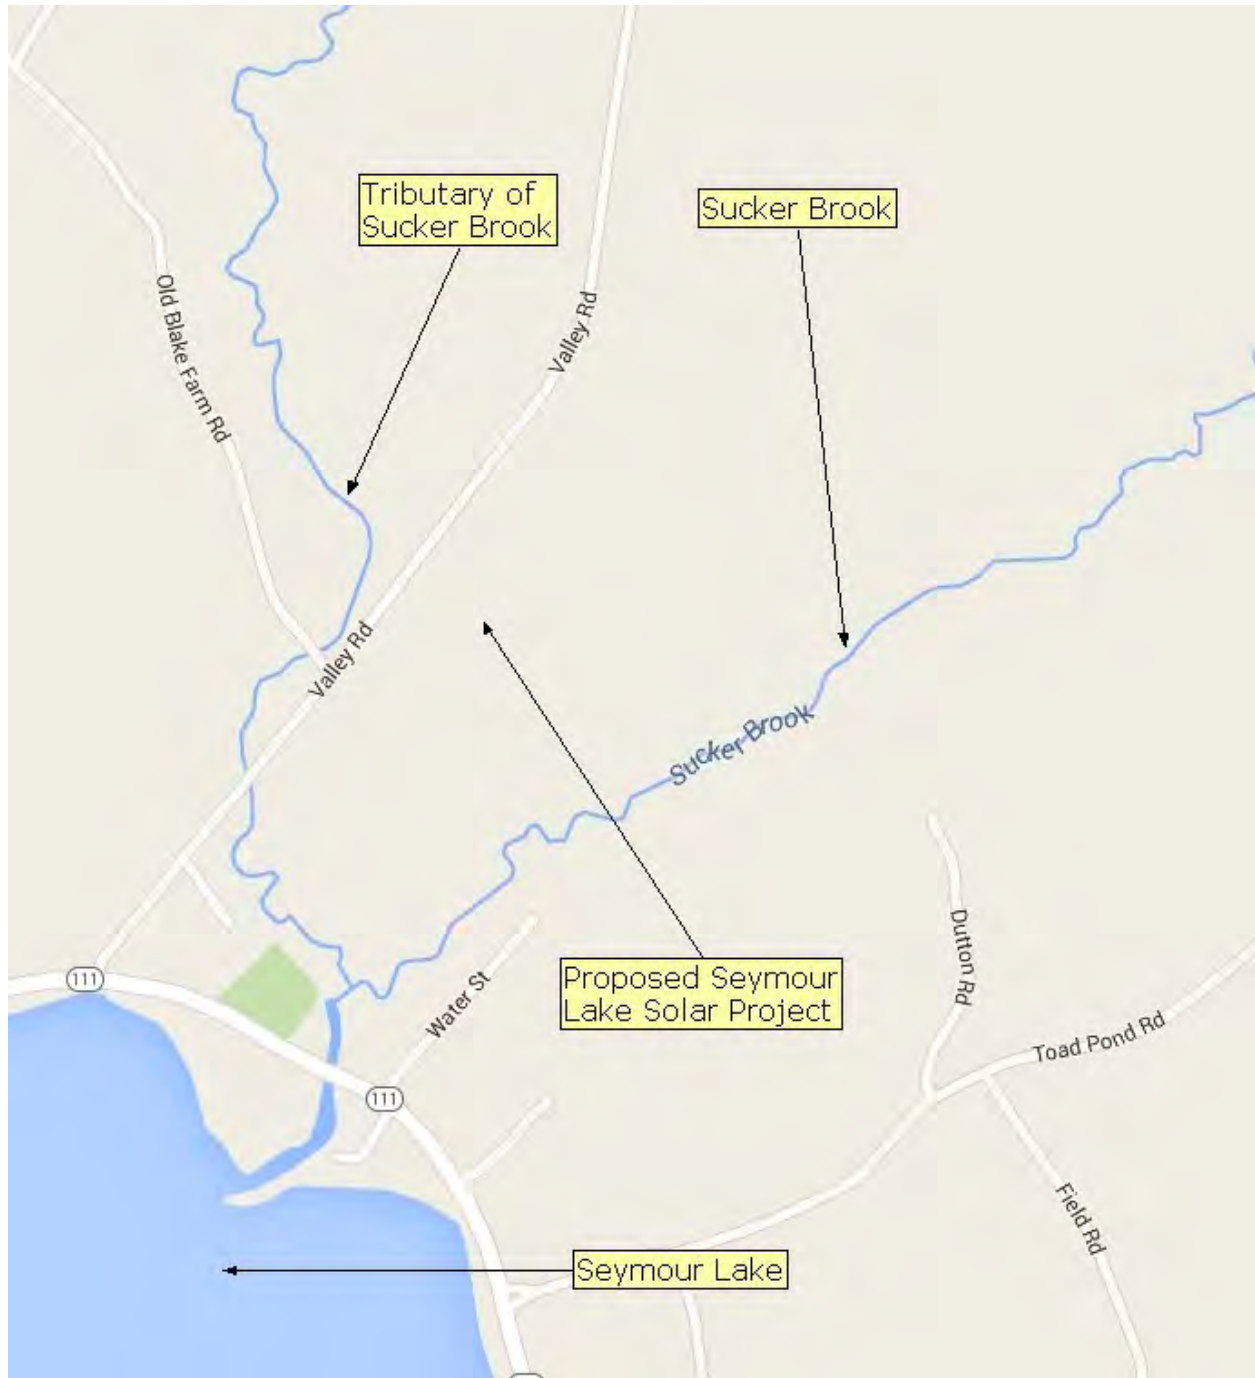 Tributary of
Sucker Brook
Sucker Brook
Old Blake Farm Rd
Valley Rd
Valley Rd
Sucker Brook
Proposed Seymour
Lake Solar Project
111
Water St
Dutton Rd
Toad Pond Rd
111
Field Rd
Seymour Lake